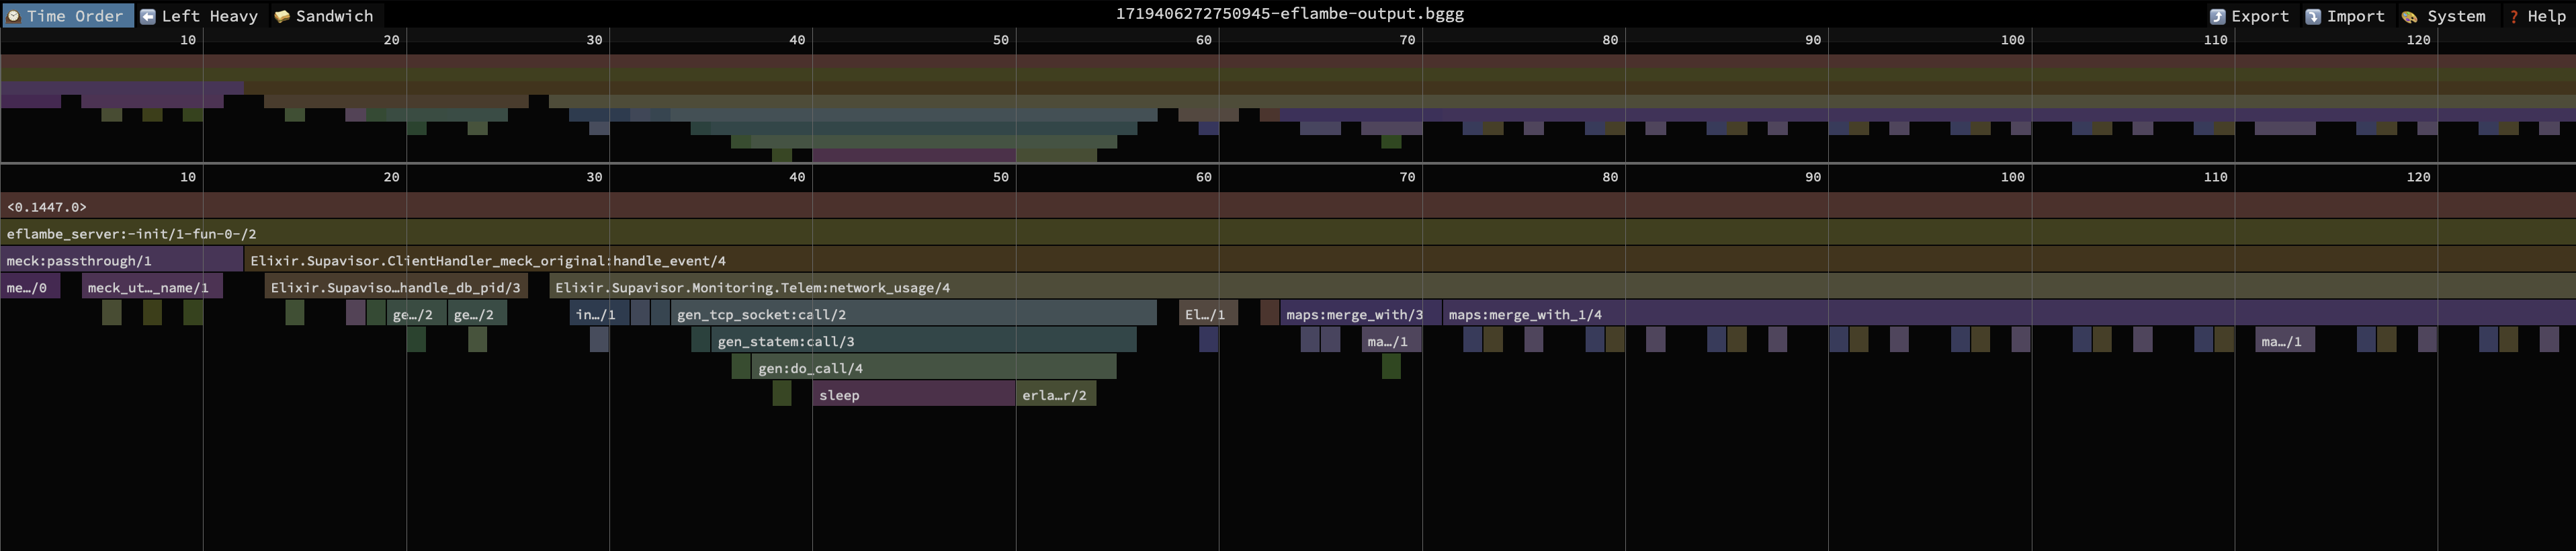 Time Order Left Heavy Sandwich 1719406272750945-eflambe-output.bggg Export Import System Help
10 20 30 40 50 60 70 80 90 100 110 120
10 20 30 40 50 60 70 80 90 100 110 120
<0.1447.0>
eflambe_server:-init/1-fun-0-/2
meck:passthrough/1 Elixir.Supavisor.ClientHandler_meck_original:handle_event/4
me…/0 meck_ut…_name/1 Elixir.Supaviso…handle_db_pid/3 Elixir.Supavisor.Monitoring.Telem:network_usage/4
ge…/2 ge…/2 in…/1 gen_tcp_socket:call/2 El…/1 maps:merge_with/3 maps:merge_with_1/4
gen_statem:call/3 ma…/1 ma…/1
gen:do_call/4
sleep erla…r/2